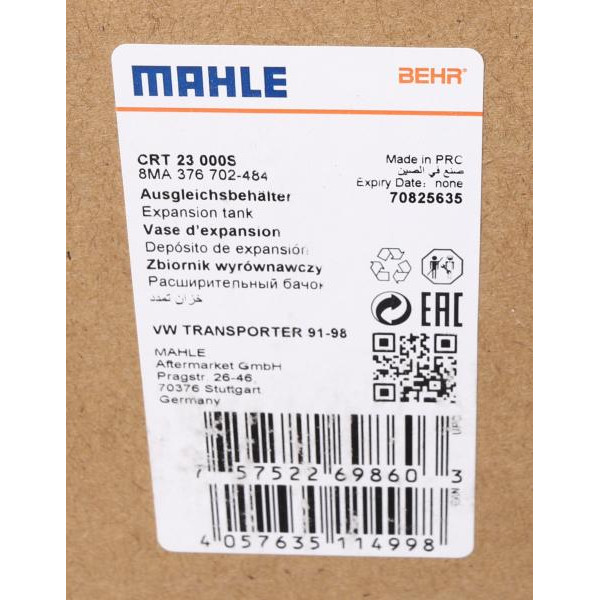 MAHLE
BEHR®
CRT 23 000S
8MA 376 702-484
Made in PRC
صنع في الصين
Expiry Date: none
70825635
Ausgleichsbehälter
Expansion tank
Vase d'expansion
Depósito de expansión
Zbiornik wyrównawczy
Расширительный бачок
خزان تمدد
EAC
VW TRANSPORTER 91-98
MAHLE
Aftermarket GmbH
Pragstr. 26-46,
70376 Stuttgart
Germany
UPC
7 57522 69860 3
4 057635 114998